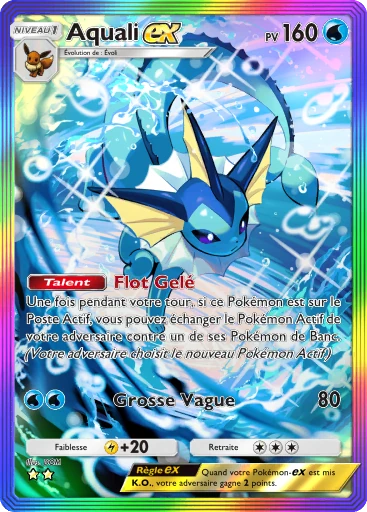 NIVEAU 1
Aquali ex
PV 160
Évolution de : Évoli
Talent Flot Gelé
Une fois pendant votre tour, si ce Pokémon est sur le
Poste Actif, vous pouvez échanger le Pokémon Actif de
votre adversaire contre un de ses Pokémon de Banc.
(Votre adversaire choisit le nouveau Pokémon Actif.)
Grosse Vague 80
Faiblesse +20 Retraite
Illus. DOM
Règle ex
Quand votre Pokémon-ex est mis
K.O., votre adversaire gagne 2 points.